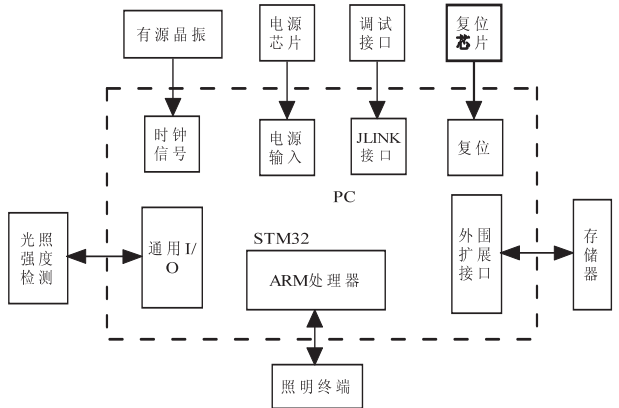 有源晶振
电源
芯片
调试
接口
复位
芯片
时钟
信号
电源
输入
JLINK
接口
复位
PC
光照
强度
检测
通用I/
O
STM32
ARM处理器
外围
扩展
接口
存
储
器
照明终端